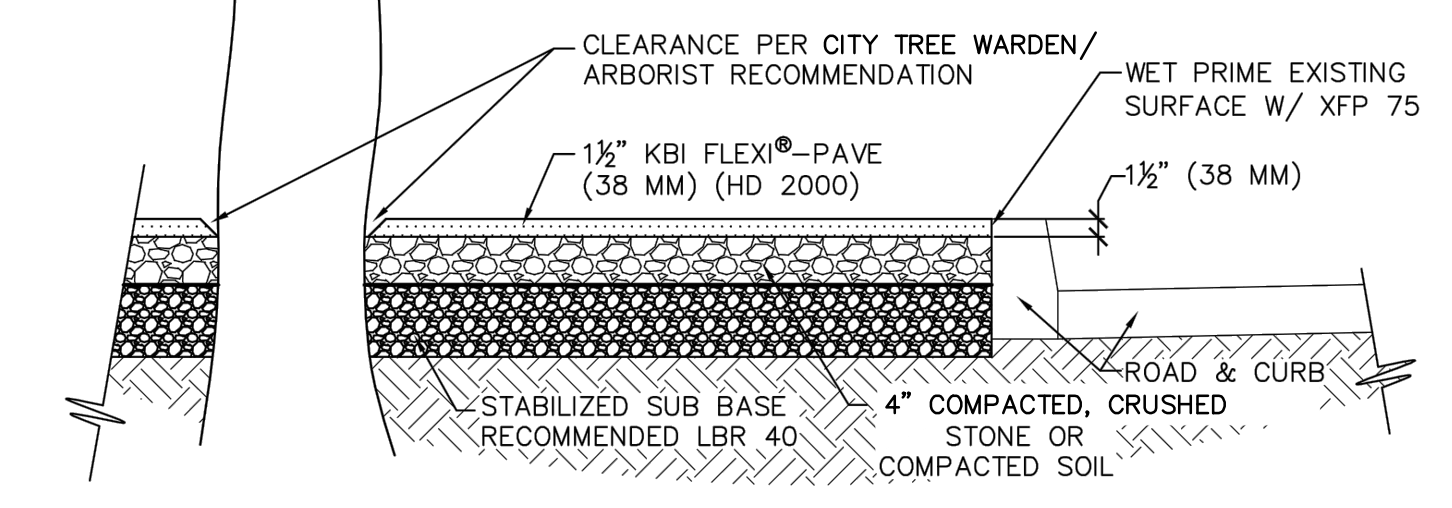 CLEARANCE PER CITY TREE WARDEN/
ARBORIST RECOMMENDATION
WET PRIME EXISTING
SURFACE W/ XFP 75
1½” KBI FLEXI®-PAVE
(38 MM) (HD 2000)
1½” (38 MM)
ROAD & CURB
STABILIZED SUB BASE
RECOMMENDED LBR 40
4” COMPACTED, CRUSHED
STONE OR
COMPACTED SOIL